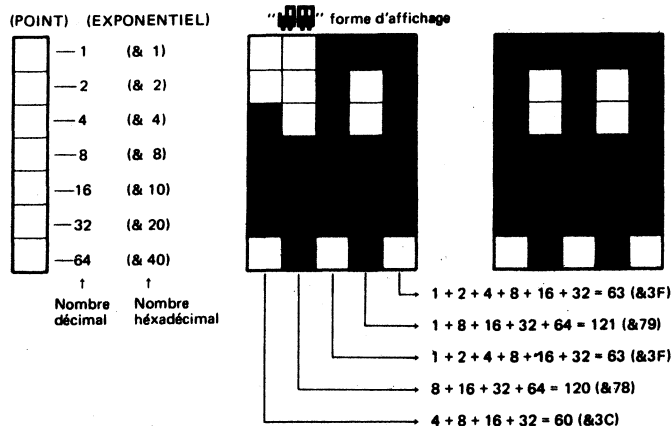 (POINT) (EXPONENTIEL)
" " forme d'affichage
1 (& 1)
2 (& 2)
4 (& 4)
8 (& 8)
16 (& 10)
32 (& 20)
64 (& 40)
↑ ↑
Nombre décimal
Nombre héxadécimal
1 + 2 + 4 + 8 + 16 + 32 = 63 (&3F)
1 + 8 + 16 + 32 + 64 = 121 (&79)
1 + 2 + 4 + 8 + 16 + 32 = 63 (&3F)
8 + 16 + 32 + 64 = 120 (&78)
4 + 8 + 16 + 32 = 60 (&3C)